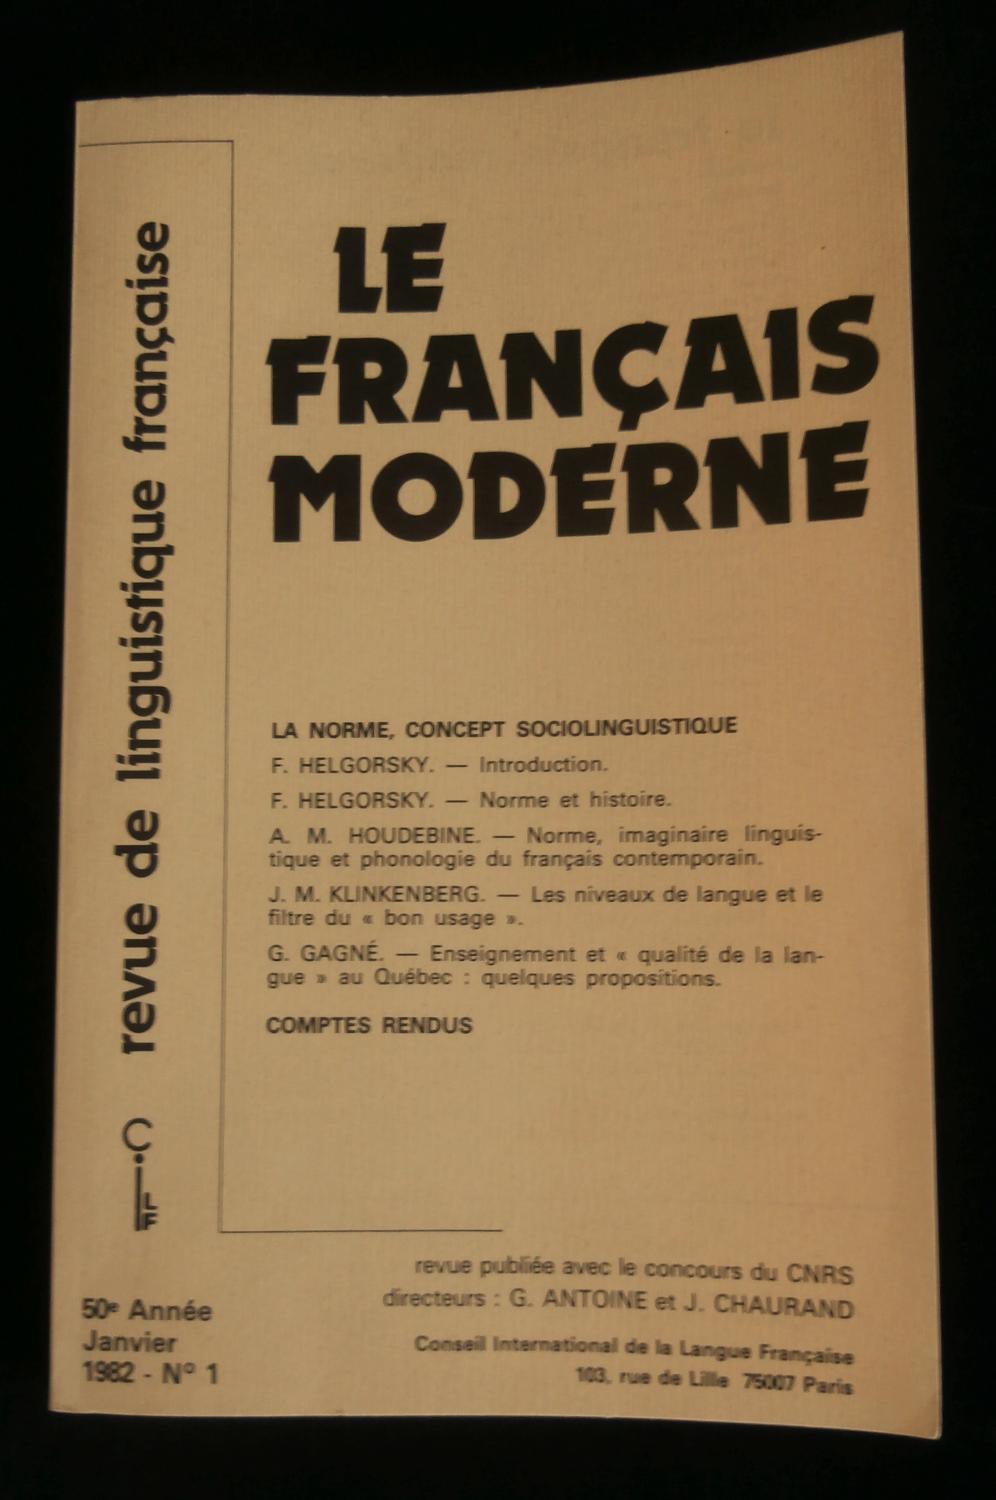 LE
FRANÇAIS
MODERNE
revue de linguistique française
LA NORME, CONCEPT SOCIOLINGUISTIQUE
F. HELGORSKY. — Introduction.
F. HELGORSKY. — Norme et histoire.
A. M. HOUDEBINE. — Norme, imaginaire linguis-
tique et phonologie du français contemporain.
J. M. KLINKENBERG. — Les niveaux de langue et le
filtre du « bon usage ».
G. GAGNÉ. — Enseignement et « qualité de la lan-
gue » au Québec : quelques propositions.
COMPTES RENDUS
CILF
revue publiée avec le concours du CNRS
directeurs : G. ANTOINE et J. CHAURAND
Conseil International de la Langue Française
103, rue de Lille 75007 Paris
50e Année
Janvier
1982 - N° 1